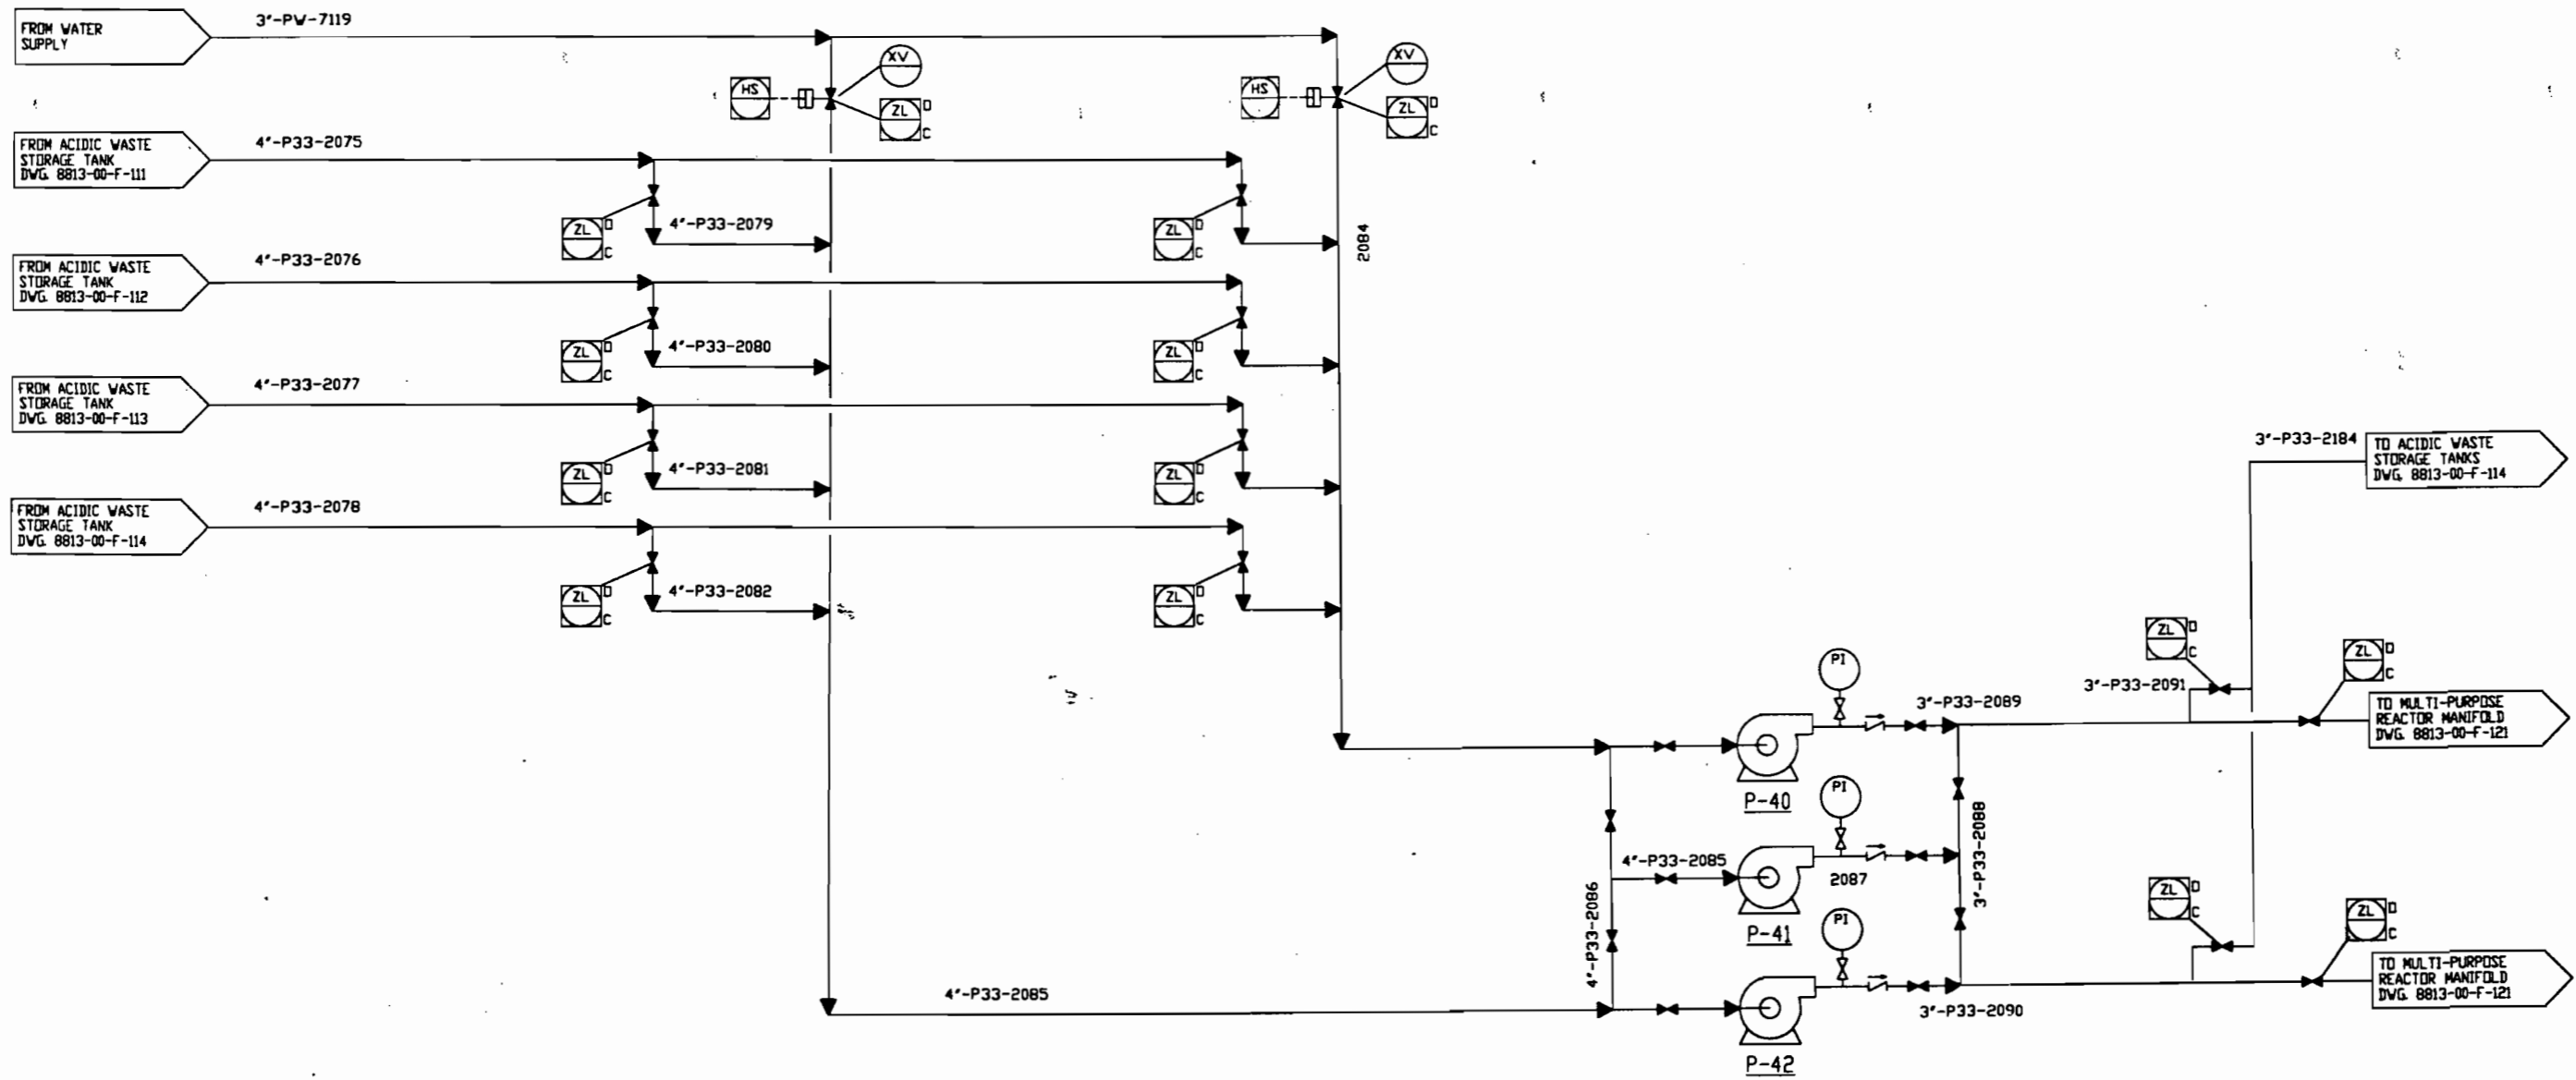 FROM WATER
SUPPLY
3"-PW-7119
HS
XV
ZL
O
C
HS
XV
ZL
O
C
FROM ACIDIC WASTE
STORAGE TANK
DWG. 8813-00-F-111
4"-P33-2075
ZL
O
C
4"-P33-2079
ZL
O
C
2084
FROM ACIDIC WASTE
STORAGE TANK
DWG. 8813-00-F-112
4"-P33-2076
ZL
O
C
4"-P33-2080
ZL
O
C
FROM ACIDIC WASTE
STORAGE TANK
DWG. 8813-00-F-113
4"-P33-2077
ZL
O
C
4"-P33-2081
ZL
O
C
FROM ACIDIC WASTE
STORAGE TANK
DWG. 8813-00-F-114
4"-P33-2078
ZL
O
C
4"-P33-2082
ZL
O
C
3"-P33-2184
TO ACIDIC WASTE
STORAGE TANKS
DWG. 8813-00-F-114
ZL
O
C
ZL
O
C
PI
3"-P33-2089
3"-P33-2091
TO MULTI-PURPOSE
REACTOR MANIFOLD
DWG. 8813-00-F-121
P-40
PI
4"-P33-2085
2087
3"-P33-2088
4"-P33-2086
P-41
PI
ZL
O
C
ZL
O
C
4"-P33-2085
3"-P33-2090
TO MULTI-PURPOSE
REACTOR MANIFOLD
DWG. 8813-00-F-121
P-42